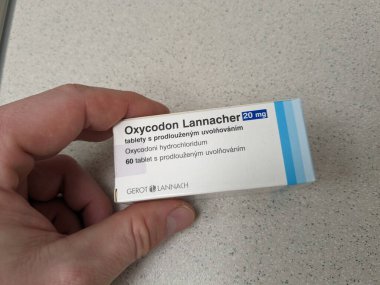 Oxycodon Lannacher 20 mg
tablety s prodlouženým uvolňováním
Oxycodoni hydrochloridum
60 tablet s prodlouženým uvolňováním
GEROT LANNACH